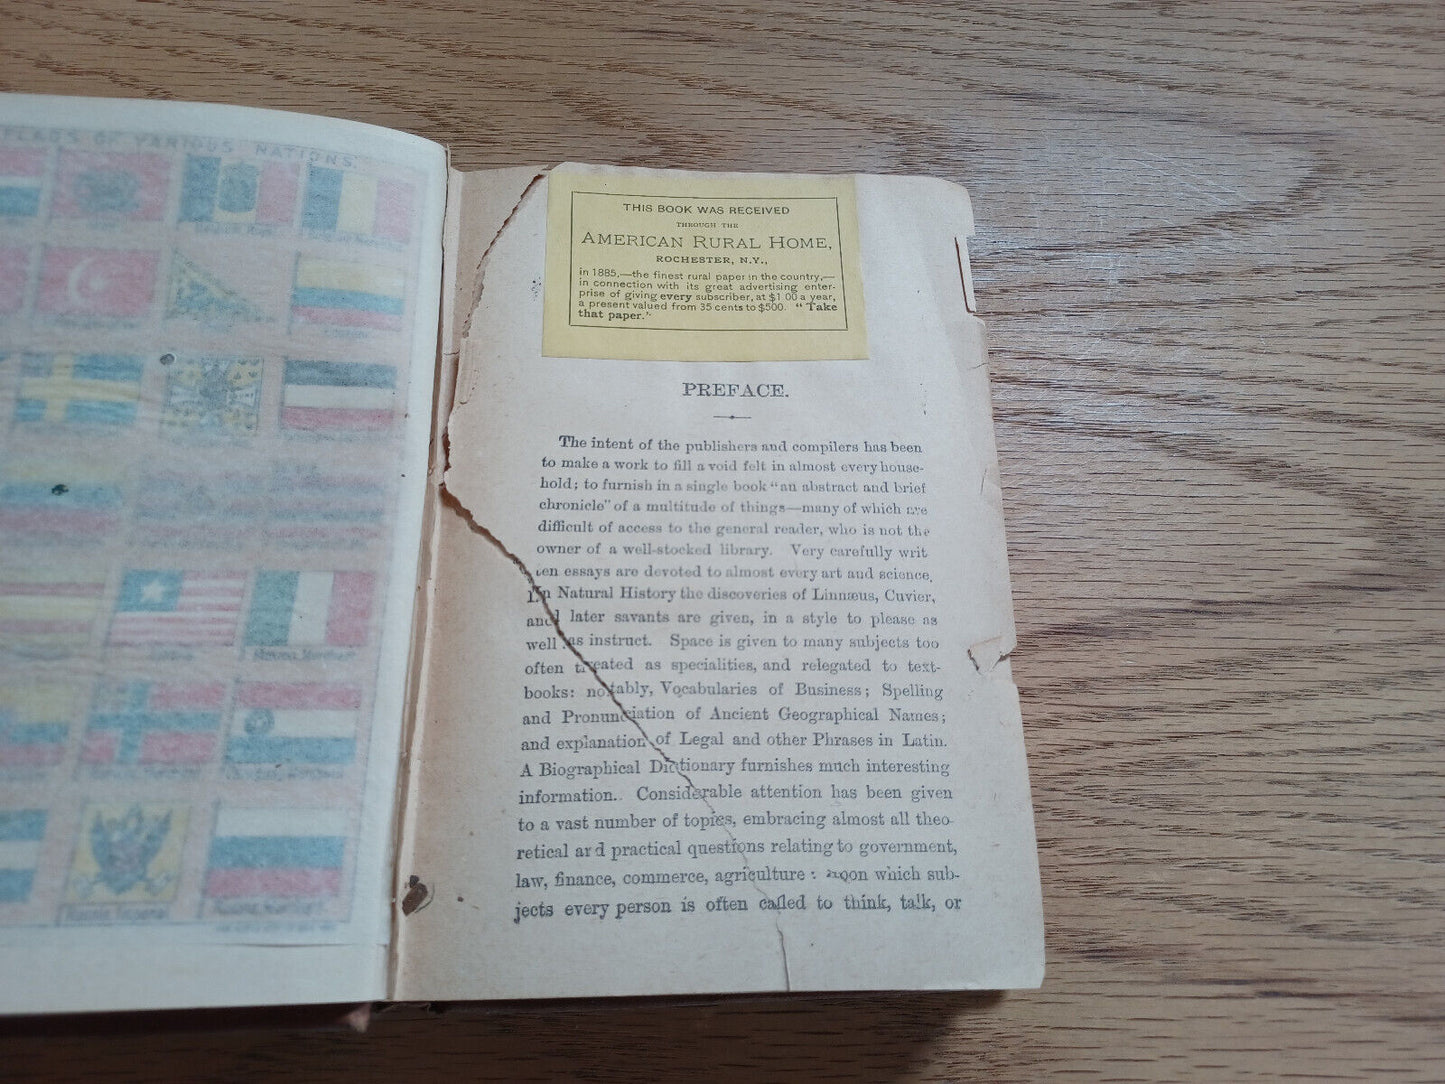 FLAGS OF VARIOUS NATIONS.
THIS BOOK WAS RECEIVED
THROUGH THE
AMERICAN RURAL HOME,
ROCHESTER, N.Y.,
in 1885,—the finest rural paper in the country,—
in connection with its great advertising enter-
prise of giving every subscriber, at $1 00 a year,
a present valued from 35 cents to $500. "Take
that paper."
PREFACE.
The intent of the publishers and compilers has been
to make a work to fill a void felt in almost every house-
hold; to furnish in a single book "an abstract and brief
chronicle" of a multitude of things—many of which are
difficult of access to the general reader, who is not the
owner of a well-stocked library. Very carefully writ
ten essays are devoted to almost every art and science.
In Natural History the discoveries of Linnæus, Cuvier,
and later savants are given, in a style to please as
well as instruct. Space is given to many subjects too
often treated as specialities, and relegated to text-
books: notably, Vocabularies of Business; Spelling
and Pronunciation of Ancient Geographical Names;
and explanation of Legal and other Phrases in Latin.
A Biographical Dictionary furnishes much interesting
information. Considerable attention has been given
to a vast number of topics, embracing almost all theo-
retical and practical questions relating to government,
law, finance, commerce, agriculture: upon which sub-
jects every person is often called to think, talk, or
Russia Imperial